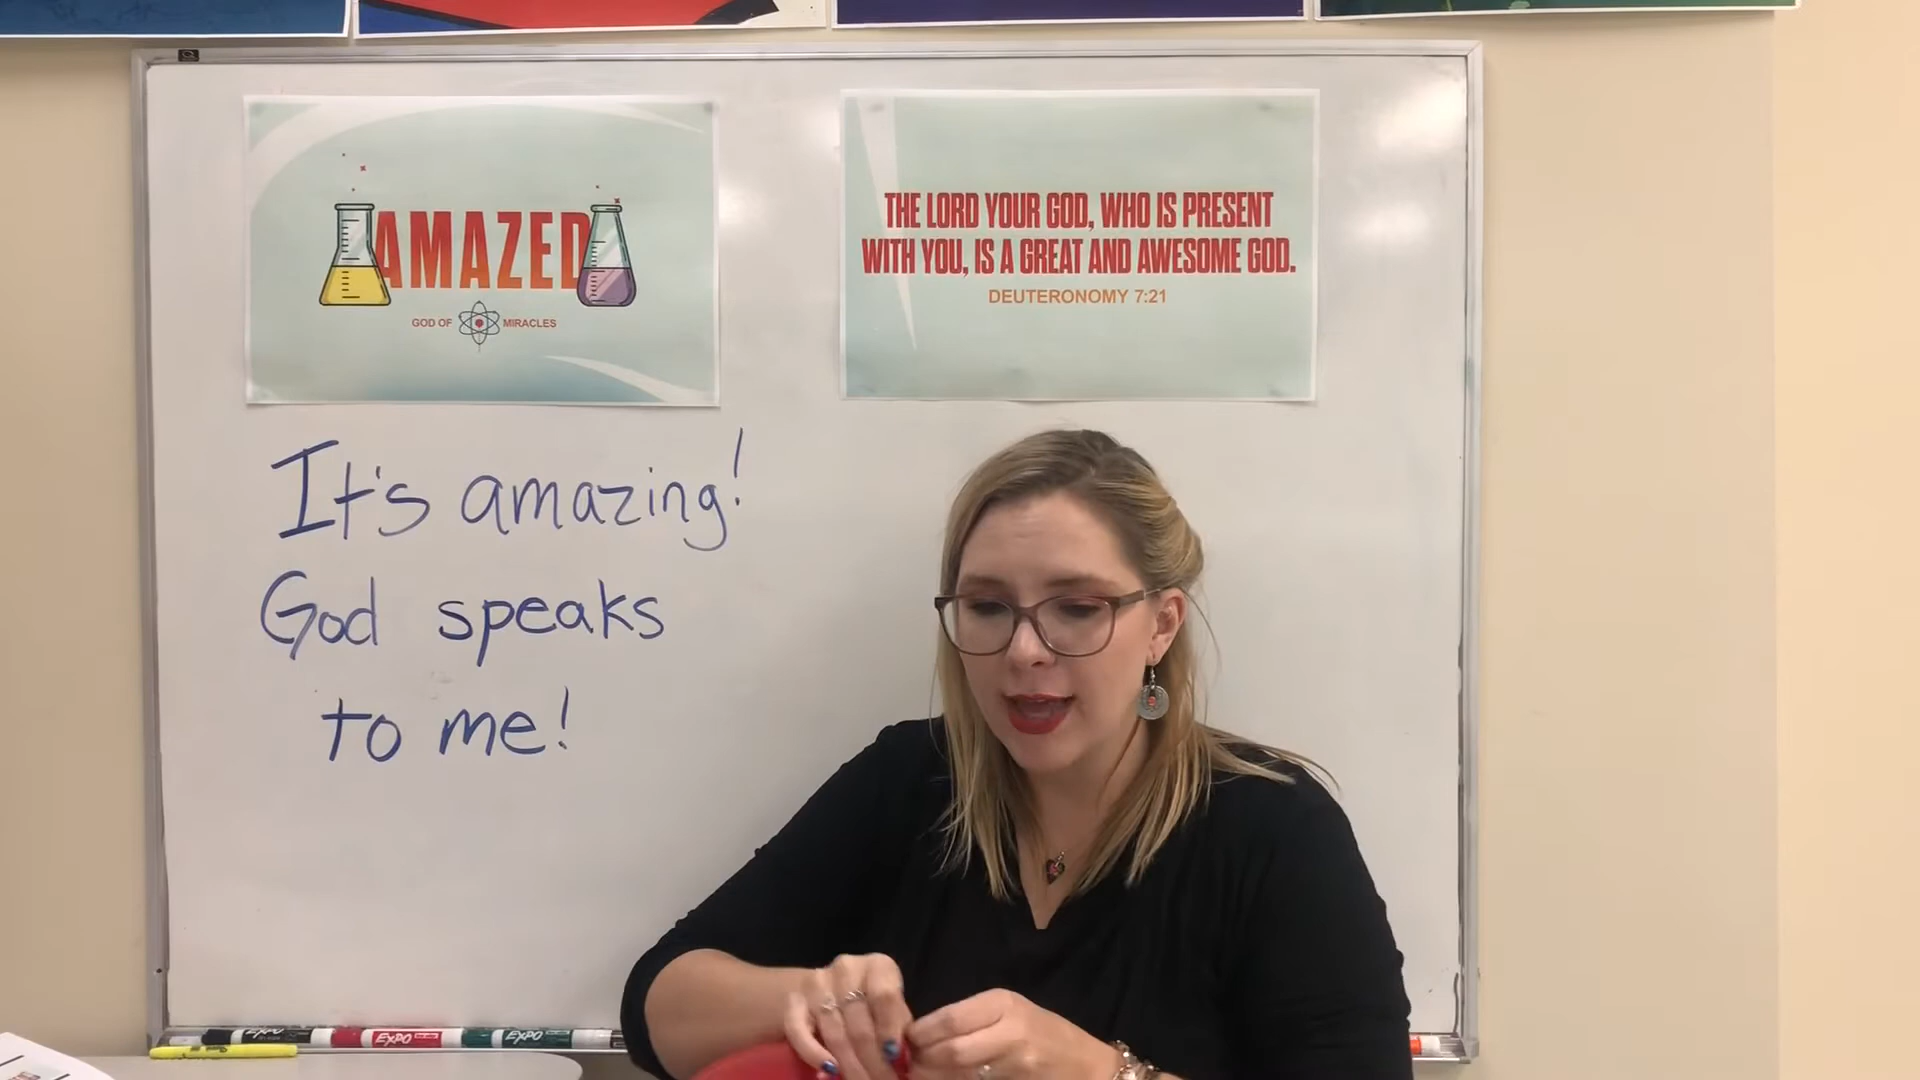 AMAZED
GOD OF MIRACLES
THE LORD YOUR GOD, WHO IS PRESENT
WITH YOU, IS A GREAT AND AWESOME GOD.
DEUTERONOMY 7:21
It's amazing!
God speaks
to me!
EXPO
EXPO
EXPO